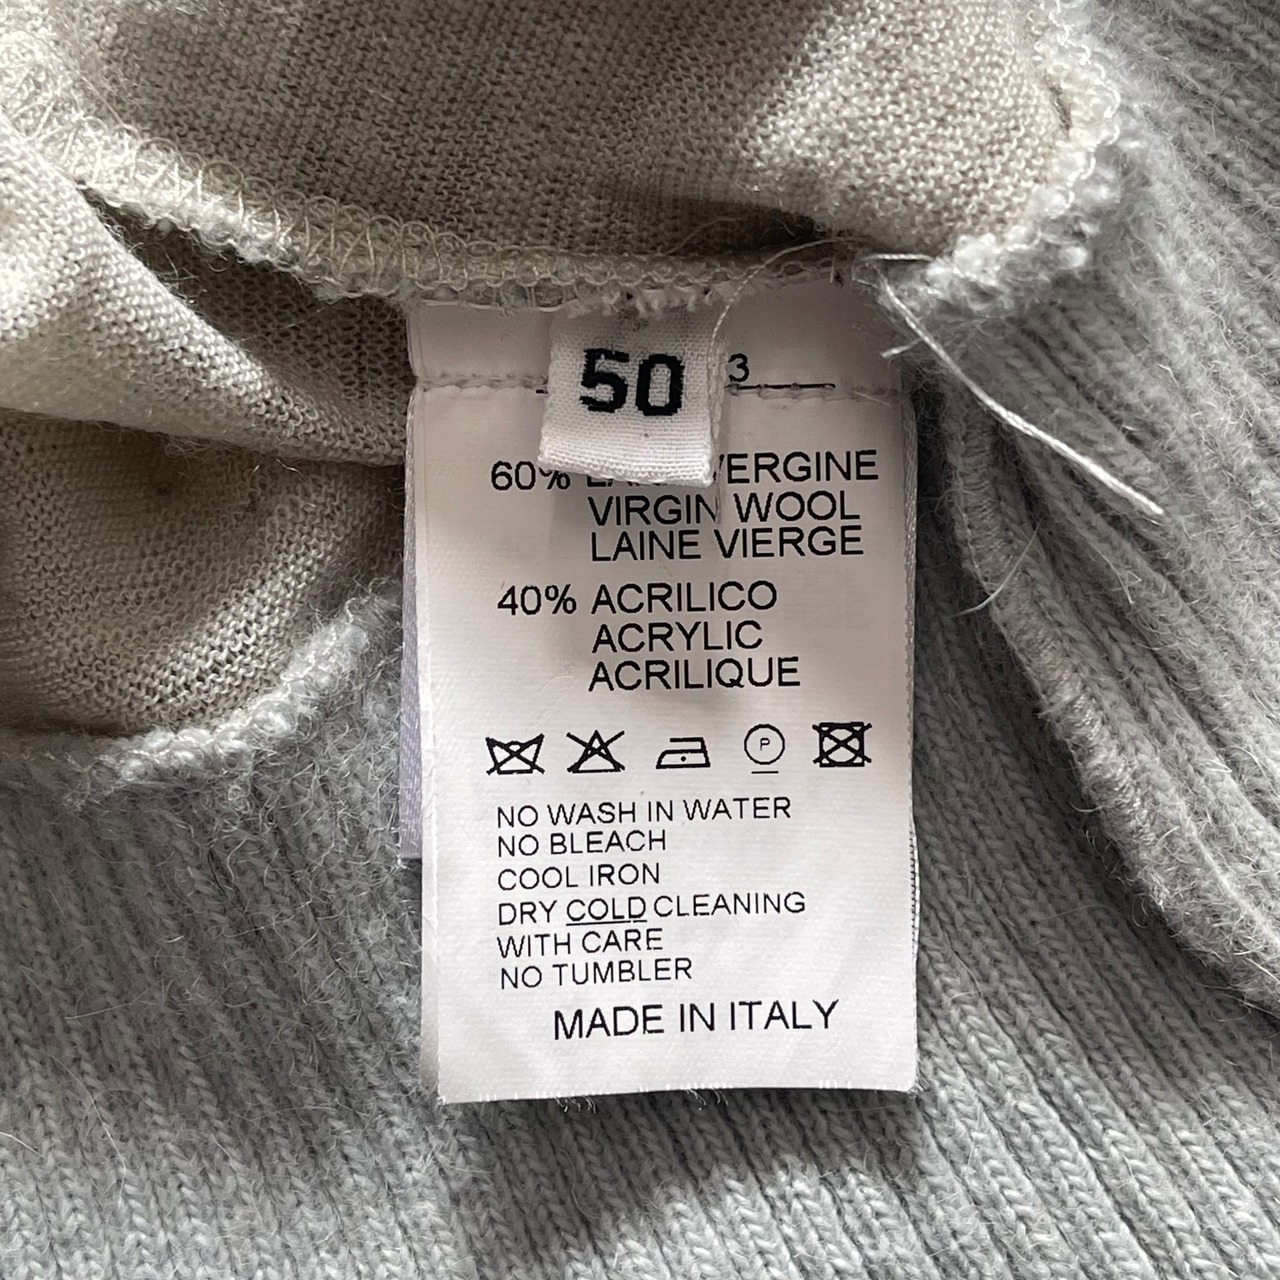 50
3
60% VERGINE
VIRGIN WOOL
LAINE VIERGE
40% ACRILICO
ACRYLIC
ACRILIQUE
P
NO WASH IN WATER
NO BLEACH
COOL IRON
DRY COLD CLEANING
WITH CARE
NO TUMBLER
MADE IN ITALY